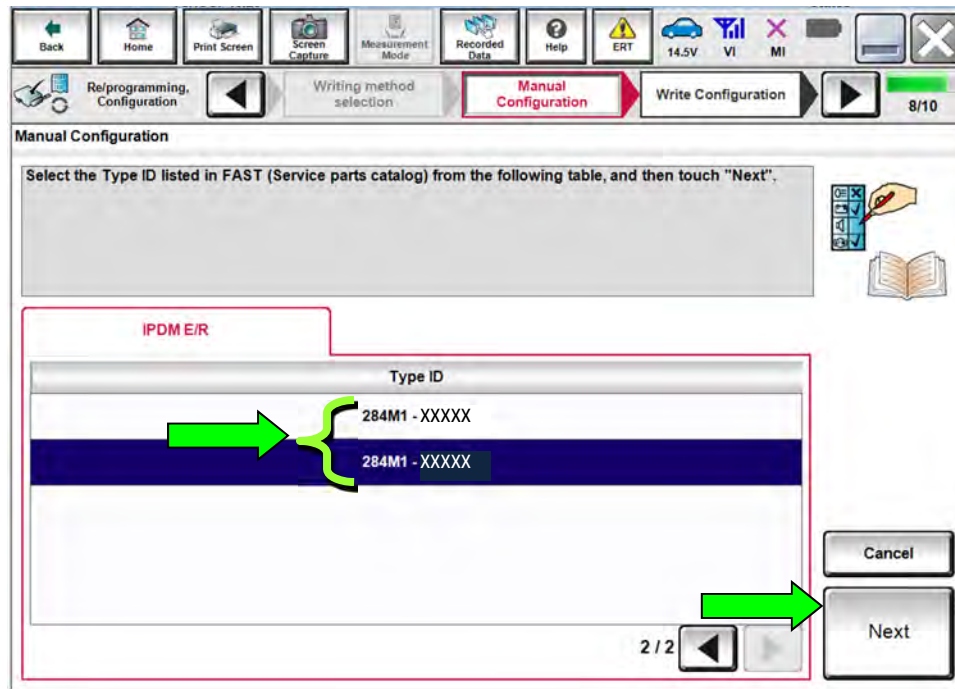 Back
Home
Print Screen
Screen
Capture
Measurement
Mode
Recorded
Data
Help
ERT
14.5V
VI
MI
Re/programming,
Configuration
Writing method
selection
Manual
Configuration
Write Configuration
8/10
Manual Configuration
Select the Type ID listed in FAST (Service parts catalog) from the following table, and then touch "Next".
IPDM E/R
Type ID
284M1 - XXXXX
284M1 - XXXXX
Cancel
Next
2 / 2